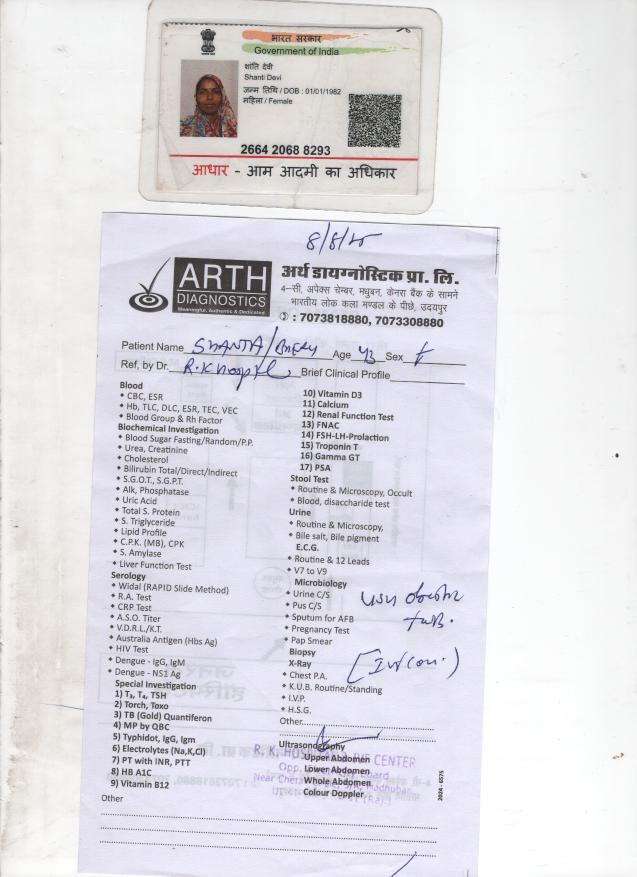 भारत सरकार
Government of India
शांति देवी
Shanti Devi
जन्म तिथि / DOB : 01/01/1982
महिला / Female
2664 2068 8293
आधार - आम आदमी का अधिकार
8/8/25
ARTH
DIAGNOSTICS
Meaningful, Authentic & Dedicated
अर्थ डायग्नोस्टिक प्रा. लि.
4–सी, अपेक्स चेम्बर, मधुबन, केनरा बैंक के सामने
भारतीय लोक कला मण्डल के पीछे, उदयपुर
: 7073818880, 7073308880
Patient Name SHANTA/ Age 43 Sex F
Ref, by Dr. R.K Hospital Brief Clinical Profile
Blood
CBC, ESR
Hb, TLC, DLC, ESR, TEC, VEC
Blood Group & Rh Factor
Biochemical Investigation
Blood Sugar Fasting/Random/P.P.
Urea, Creatinine
Cholesterol
Bilirubin Total/Direct/Indirect
S.G.O.T., S.G.P.T.
Alk, Phosphatase
Uric Acid
Total S. Protein
S. Triglyceride
Lipid Profile
C.P.K. (MB), CPK
S. Amylase
Liver Function Test
Serology
Widal (RAPID Slide Method)
R.A. Test
CRP Test
A.S.O. Titer
V.D.R.L./K.T.
Australia Antigen (Hbs Ag)
HIV Test
Dengue - IgG, IgM
Dengue - NS1 Ag
Special Investigation
1) T₃, T₄, TSH
2) Torch, Toxo
3) TB (Gold) Quantiferon
4) MP by QBC
5) Typhidot, IgG, Igm
6) Electrolytes (Na,K,Cl)
7) PT with INR, PTT
8) HB A1C
9) Vitamin B12
10) Vitamin D3
11) Calcium
12) Renal Function Test
13) FNAC
14) FSH-LH-Prolaction
15) Troponin T
16) Gamma GT
17) PSA
Stool Test
Routine & Microscopy, Occult
Blood, disaccharide test
Urine
Routine & Microscopy,
Bile salt, Bile pigment
E.C.G.
Routine & 12 Leads
V7 to V9
Microbiology
Urine C/S
Pus C/S
Sputum for AFB
Pregnancy Test
Pap Smear
Biopsy
X-Ray
Chest P.A.
K.U.B. Routine/Standing
I.V.P.
H.S.G.
Other
Ultrasonography
Upper Abdomen
Lower Abdomen
Whole Abdomen
Colour Doppler
R. K. HOSPITAL CENTER
Opp.
Near Chetak Madhuban
Other
2024 - 6575